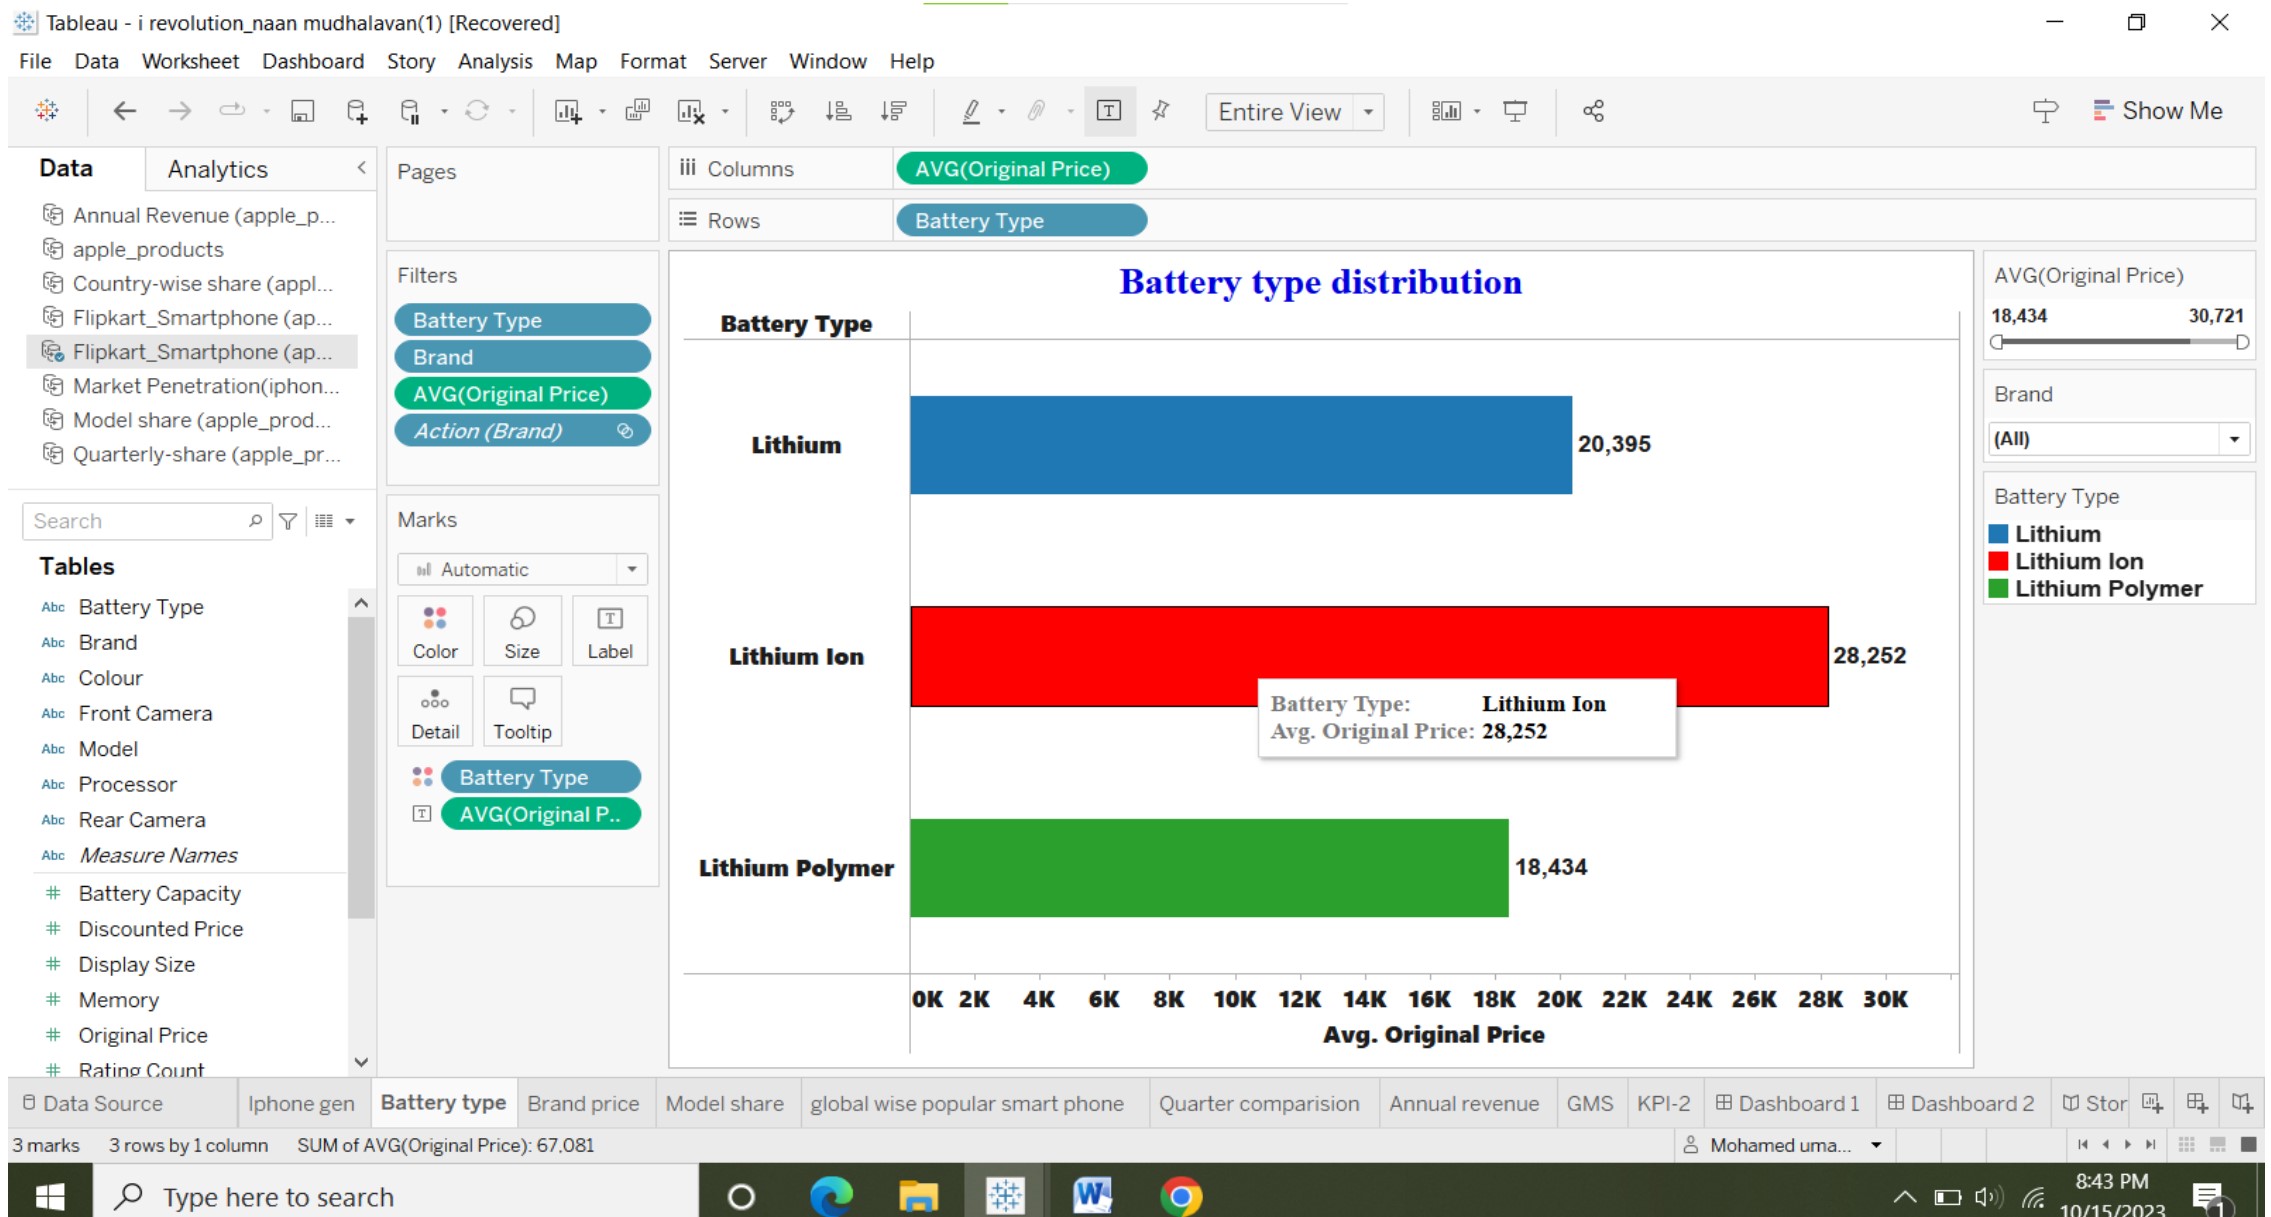 Tableau - i revolution_naan mudhalavan(1) [Recovered]
File Data Worksheet Dashboard Story Analysis Map Format Server Window Help
Entire View
Show Me
Data Analytics
Annual Revenue (apple_p...
apple_products
Country-wise share (appl...
Flipkart_Smartphone (ap...
Flipkart_Smartphone (ap...
Market Penetration(iphon...
Model share (apple_prod...
Quarterly-share (apple_pr...
Search
Tables
Abc Battery Type
Abc Brand
Abc Colour
Abc Front Camera
Abc Model
Abc Processor
Abc Rear Camera
Abc Measure Names
# Battery Capacity
# Discounted Price
# Display Size
# Memory
# Original Price
# Rating Count
Pages
Filters
Battery Type
Brand
AVG(Original Price)
Action (Brand)
Marks
Automatic
Color Size Label
Detail Tooltip
Battery Type
AVG(Original P..
Columns AVG(Original Price)
Rows Battery Type
Battery type distribution
Battery Type
Lithium 20,395
Lithium Ion 28,252
Battery Type: Lithium Ion
Avg. Original Price: 28,252
Lithium Polymer 18,434
0K 2K 4K 6K 8K 10K 12K 14K 16K 18K 20K 22K 24K 26K 28K 30K
Avg. Original Price
AVG(Original Price)
18,434 30,721
Brand
(All)
Battery Type
Lithium
Lithium Ion
Lithium Polymer
Data Source Iphone gen Battery type Brand price Model share global wise popular smart phone Quarter comparision Annual revenue GMS KPI-2 Dashboard 1 Dashboard 2 Stor
3 marks 3 rows by 1 column SUM of AVG(Original Price): 67,081 Mohamed uma...
Type here to search
8:43 PM
10/15/2023
1